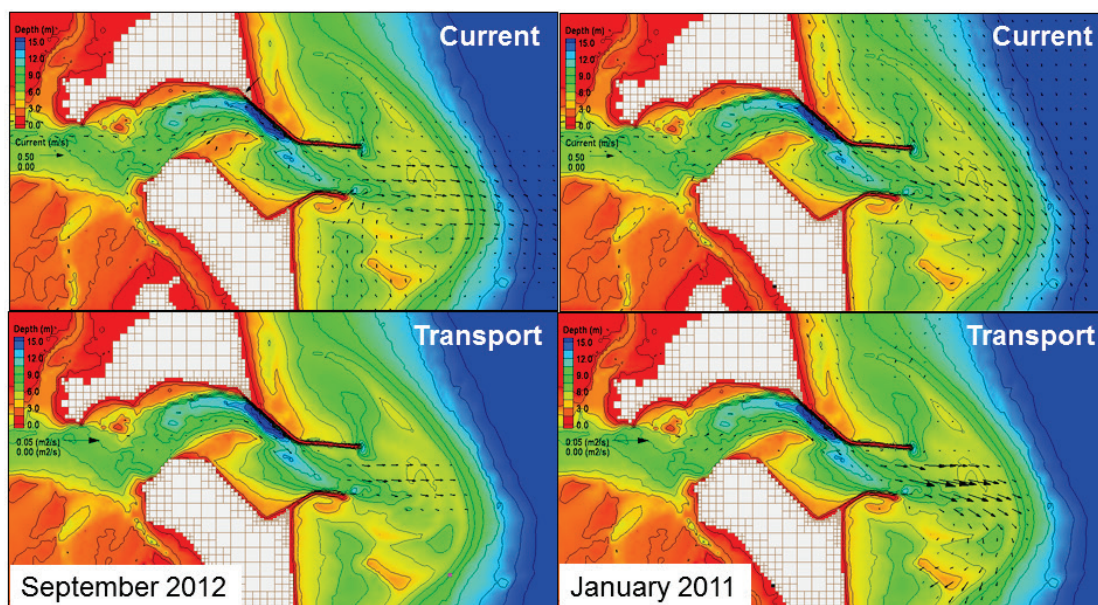 Depth (m)
15.0
12.0
9.0
6.0
3.0
0.0
Current
Current (m/s)
0.50
0.00
Depth (m)
15.0
12.0
9.0
6.0
3.0
0.0
Current
Current (m/s)
0.50
0.00
Depth (m)
15.0
12.0
9.0
6.0
3.0
0.0
Transport
0.05 (m2/s)
0.00 (m2/s)
September 2012
Depth (m)
15.0
12.0
9.0
6.0
3.0
0.0
Transport
0.05 (m2/s)
0.00 (m2/s)
January 2011